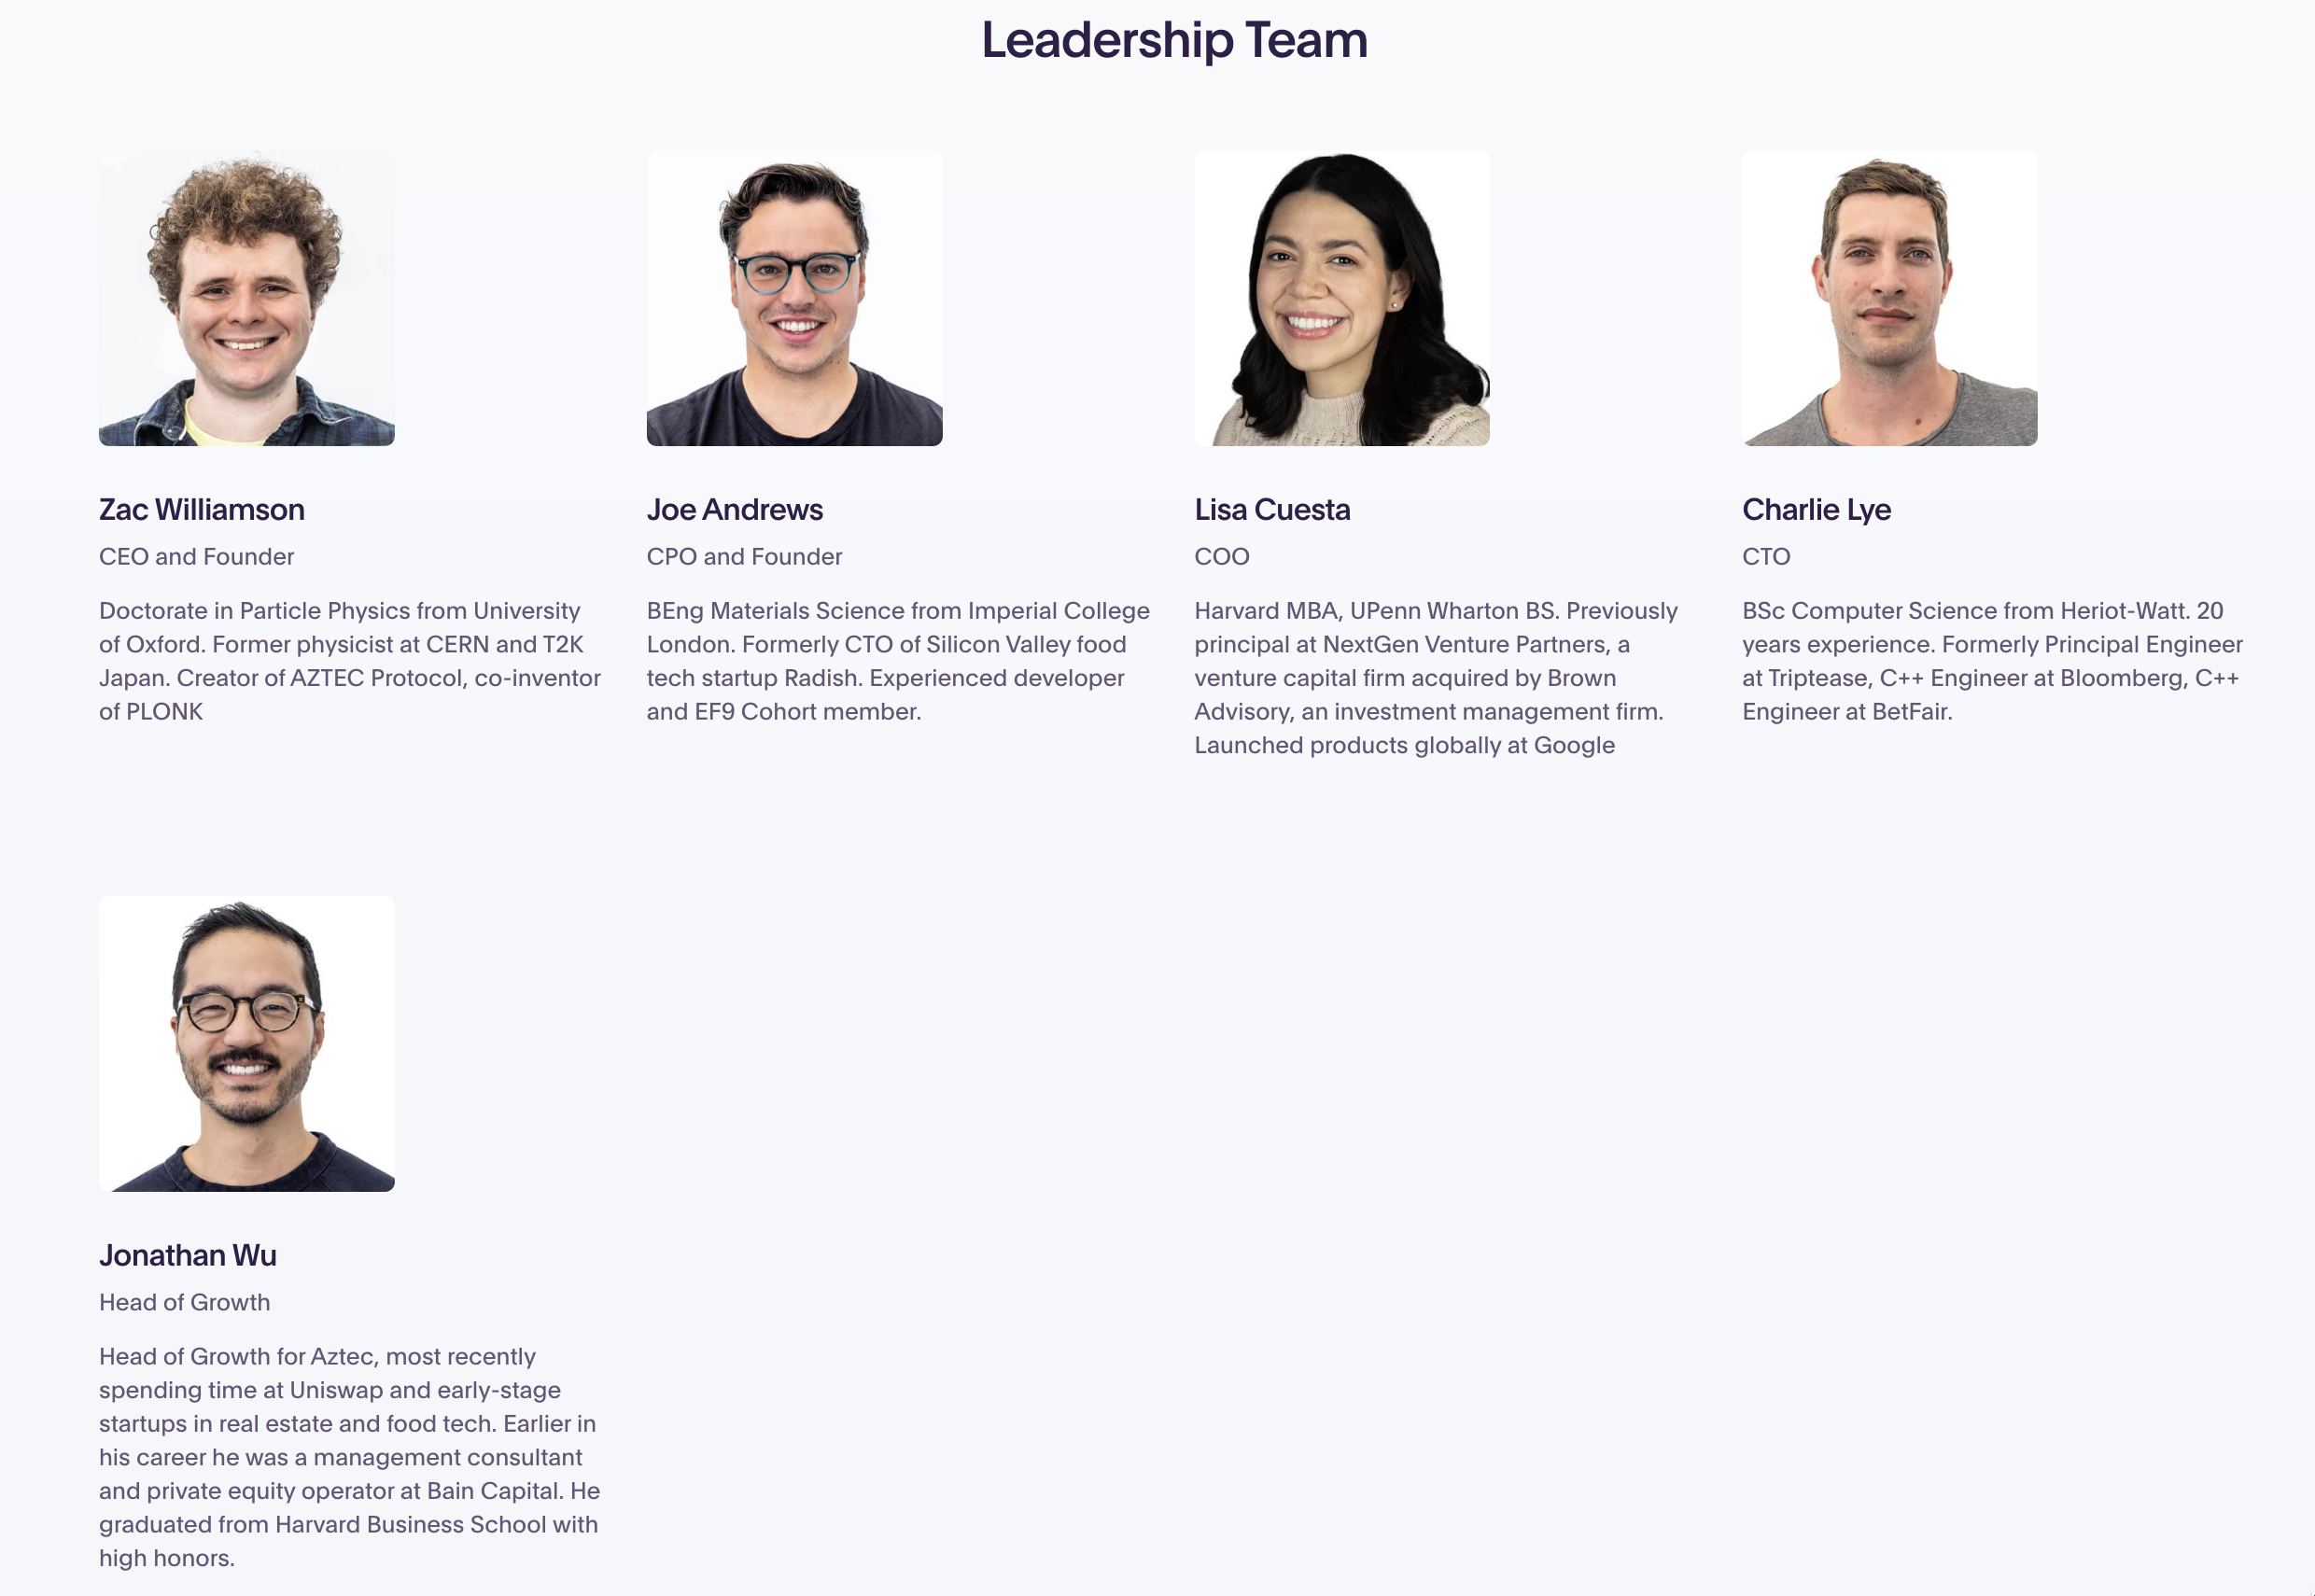 Leadership Team
Zac Williamson
CEO and Founder
Doctorate in Particle Physics from University
of Oxford. Former physicist at CERN and T2K
Japan. Creator of AZTEC Protocol, co-inventor
of PLONK
Joe Andrews
CPO and Founder
BEng Materials Science from Imperial College
London. Formerly CTO of Silicon Valley food
tech startup Radish. Experienced developer
and EF9 Cohort member.
Lisa Cuesta
COO
Harvard MBA, UPenn Wharton BS. Previously
principal at NextGen Venture Partners, a
venture capital firm acquired by Brown
Advisory, an investment management firm.
Launched products globally at Google
Charlie Lye
CTO
BSc Computer Science from Heriot-Watt. 20
years experience. Formerly Principal Engineer
at Triptease, C++ Engineer at Bloomberg, C++
Engineer at BetFair.
Jonathan Wu
Head of Growth
Head of Growth for Aztec, most recently
spending time at Uniswap and early-stage
startups in real estate and food tech. Earlier in
his career he was a management consultant
and private equity operator at Bain Capital. He
graduated from Harvard Business School with
high honors.